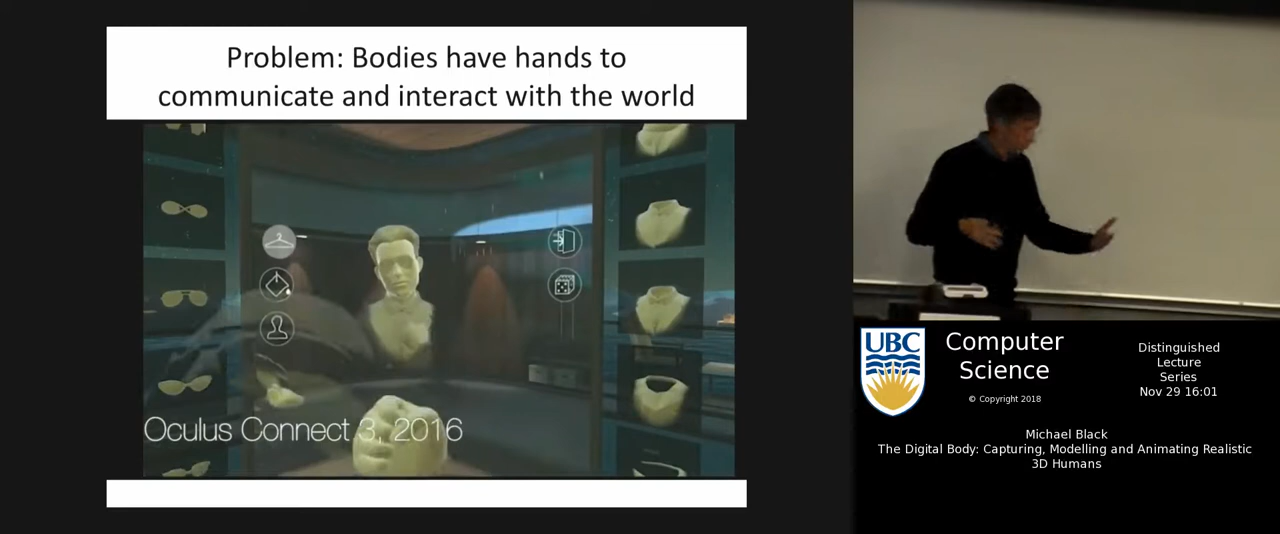 Problem: Bodies have hands to
communicate and interact with the world
Oculus Connect 3, 2016
UBC
Computer
Science
© Copyright 2018
Distinguished
Lecture
Series
Nov 29 16:01
Michael Black
The Digital Body: Capturing, Modelling and Animating Realistic
3D Humans